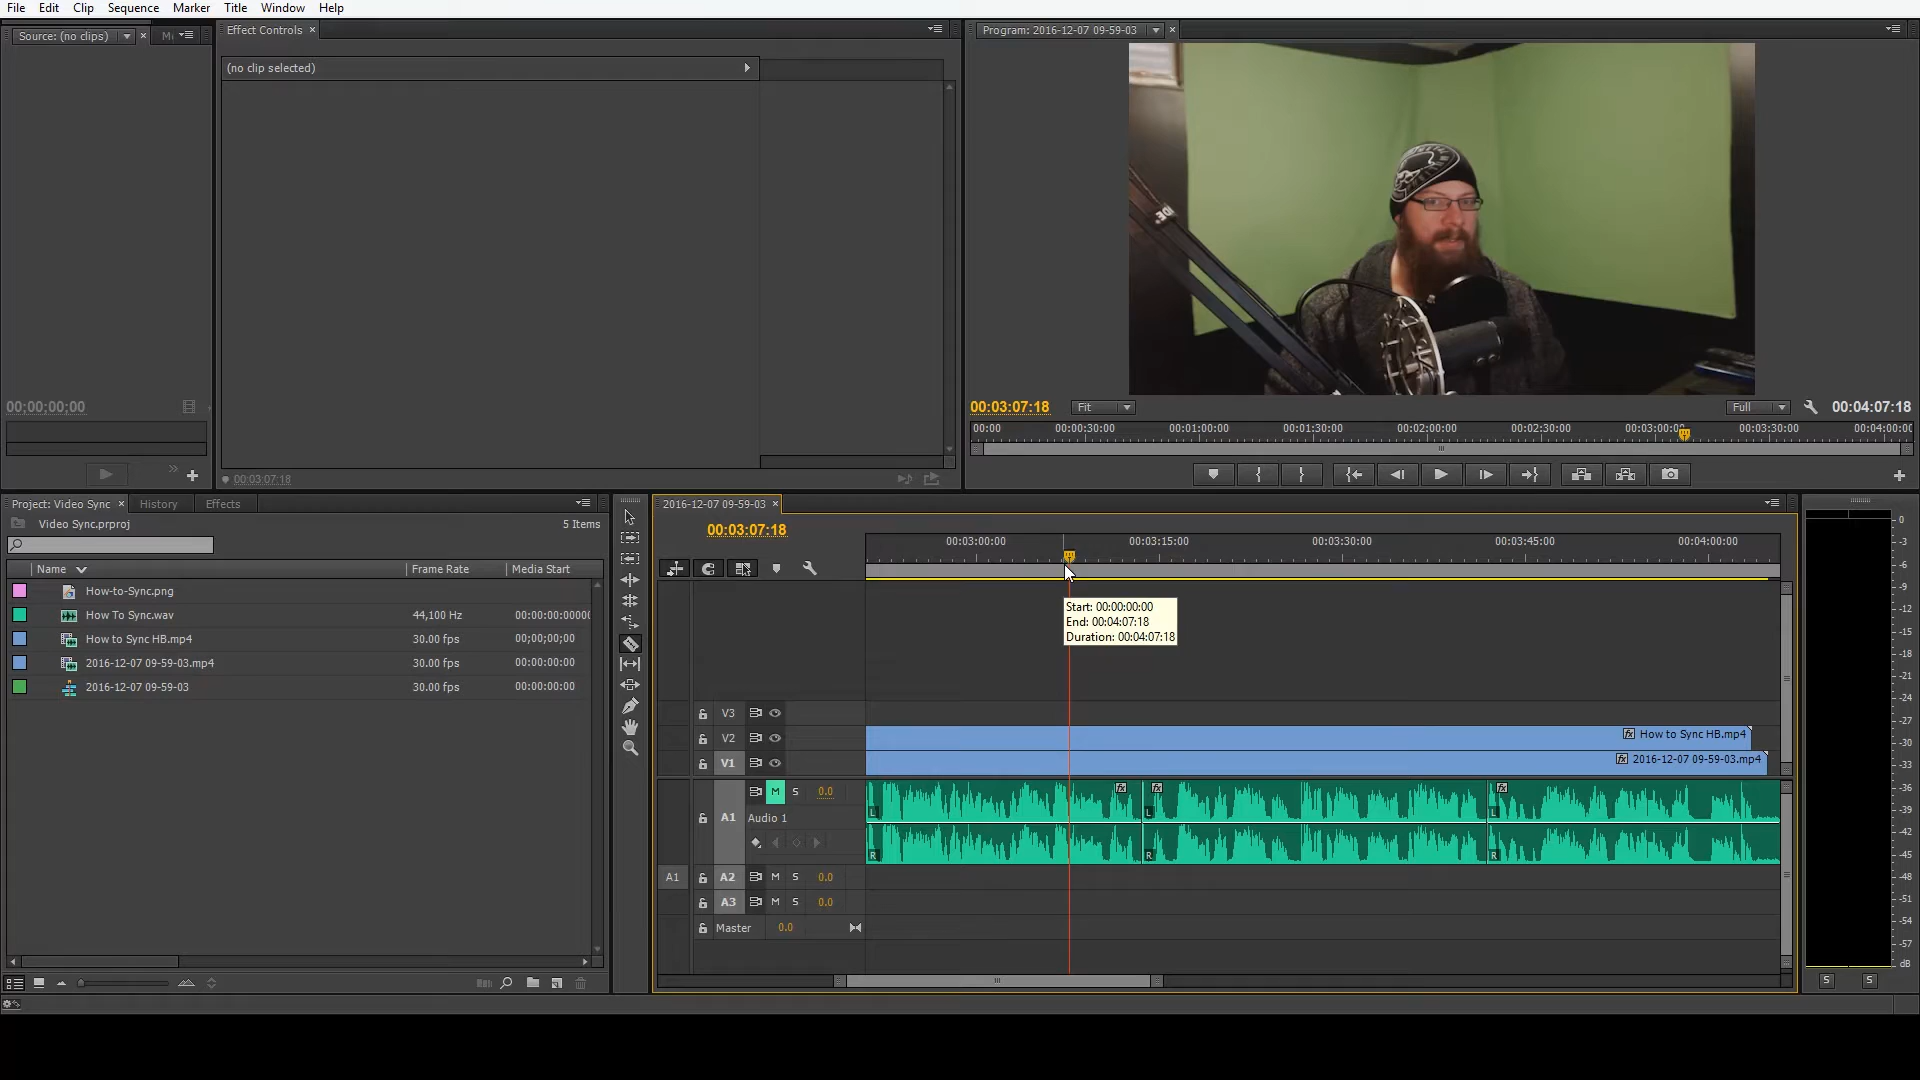 File Edit Clip Sequence Marker Title Window Help
Source: (no clips)
Effect Controls
Program: 2016-12-07 09-59-03
(no clip selected)
00;00;00;00
00:03:07:18
00:03:07:18 Fit Full 00:04:07:18
00:00 00:00:30:00 00:01:00:00 00:01:30:00 00:02:00:00 00:02:30:00 00:03:00:00 00:03:30:00 00:04:00:00
Project: Video Sync History Effects
Video Sync.prproj 5 Items
Name Frame Rate Media Start
How-to-Sync.png
How To Sync.wav 44,100 Hz 00:00:00:00000
How to Sync HB.mp4 30.00 fps 00;00;00;00
2016-12-07 09-59-03.mp4 30.00 fps 00:00:00:00
2016-12-07 09-59-03 30.00 fps 00:00:00:00
2016-12-07 09-59-03
00:03:07:18
00:03:00:00 00:03:15:00 00:03:30:00 00:03:45:00 00:04:00:00
Start: 00:00:00:00
End: 00:04:07:18
Duration: 00:04:07:18
V3
V2 fx How to Sync HB.mp4
V1 fx 2016-12-07 09-59-03.mp4
M S 0.0 fx fx fx
A1 Audio 1 L L L
R R R
A1 A2 M S 0.0
A3 M S 0.0
Master 0.0
0
-3
-6
-9
-12
-15
-18
-21
-24
-27
-30
-33
-36
-39
-42
-45
-48
-51
-54
-57
dB
S S